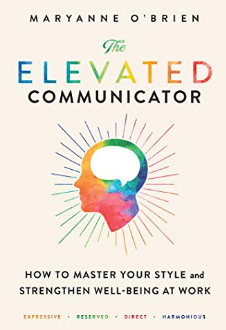 MARYANNE O'BRIEN
The
ELEVATED
COMMUNICATOR
HOW TO MASTER YOUR STYLE and
STRENGTHEN WELL-BEING AT WORK
EXPRESSIVE • RESERVED • DIRECT • HARMONIOUS